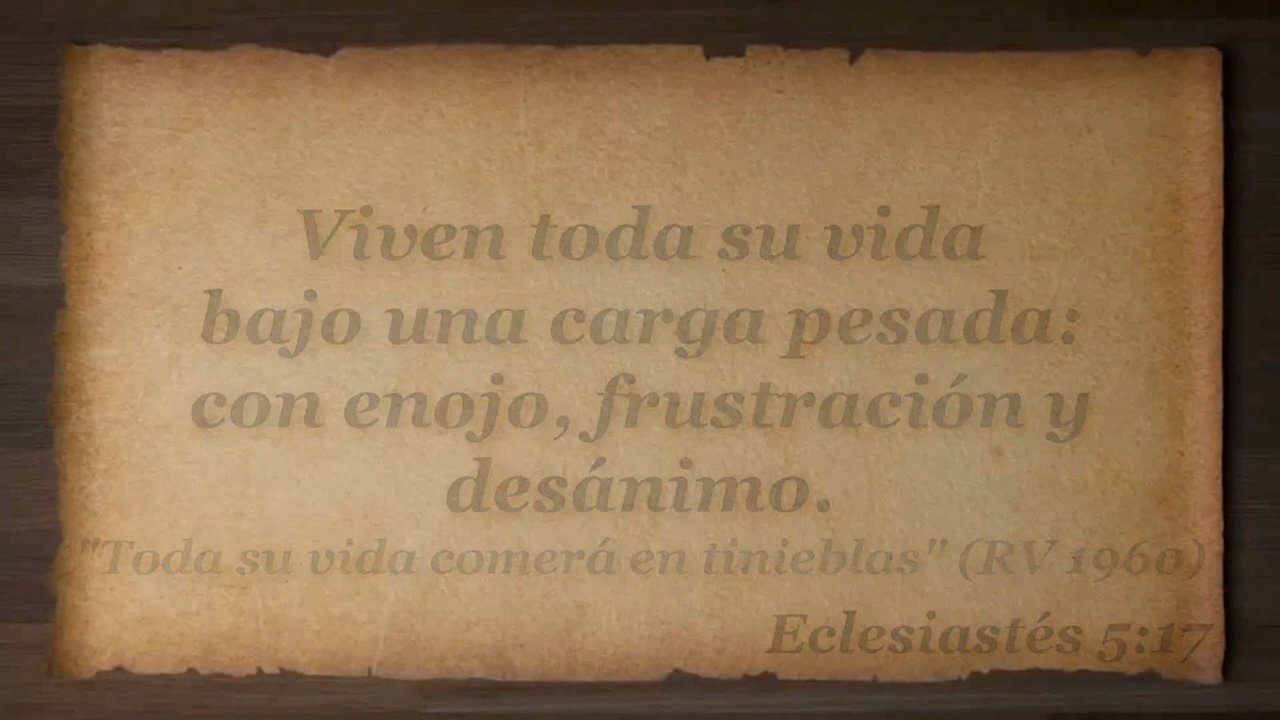 Viven toda su vida
bajo una carga pesada:
con enojo, frustración y
desánimo.
"Toda su vida comerá en tinieblas" (RV 1960)
Eclesiastés 5:17